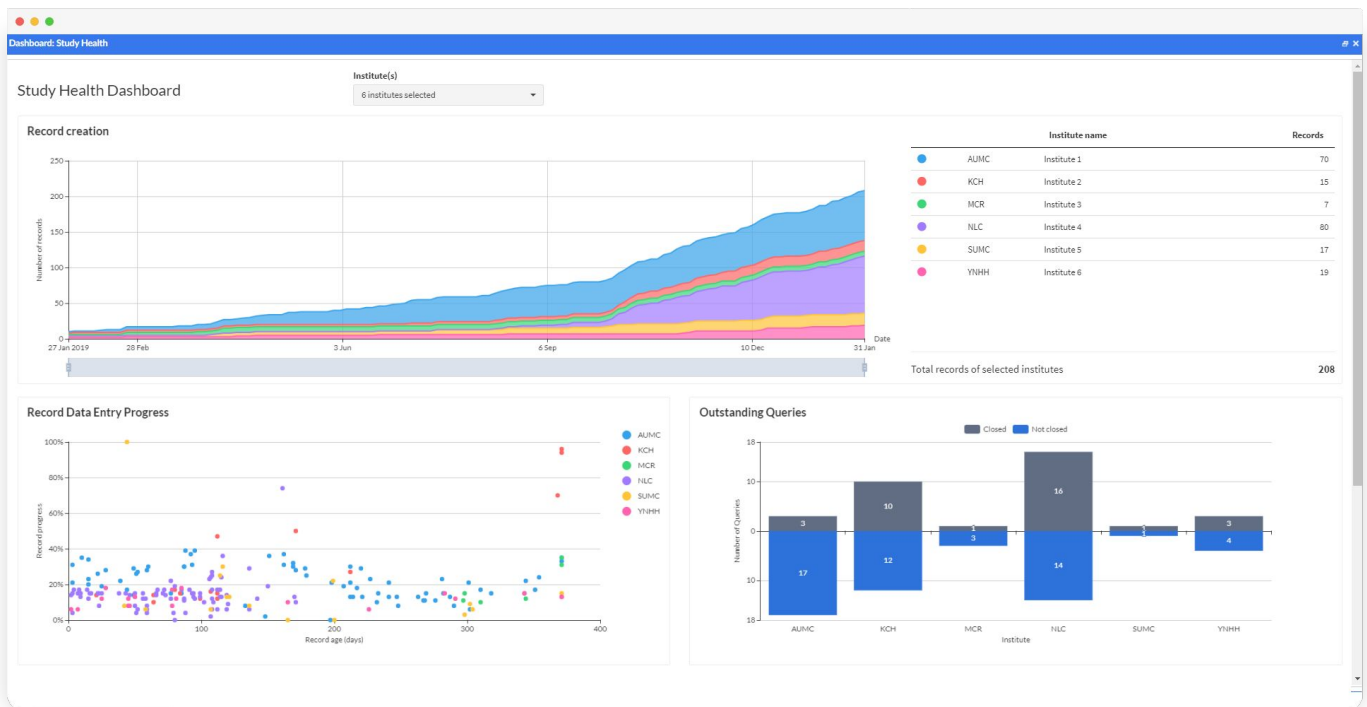 Dashboard: Study Health
Study Health Dashboard
Institute(s)
6 institutes selected
Record creation
250
200
150
100
50
0
Number of records
27 Jan 2019 28 Feb 3 Jun 6 Sep 10 Dec 31 Jan
Date
Institute name Records
AUMC Institute 1 70
KCH Institute 2 15
MCR Institute 3 7
NLC Institute 4 80
SUMC Institute 5 17
YNHH Institute 6 19
Total records of selected institutes 208
Record Data Entry Progress
100%
80%
60%
40%
20%
0%
Record progress
0 100 200 300 400
Record age (days)
AUMC
KCH
MCR
NLC
SUMC
YNHH
Outstanding Queries
Closed Not closed
18
10
0
10
18
Number of Queries
3 10 1 16 1 3
17 12 3 14 1 4
AUMC KCH MCR NLC SUMC YNHH
Institute